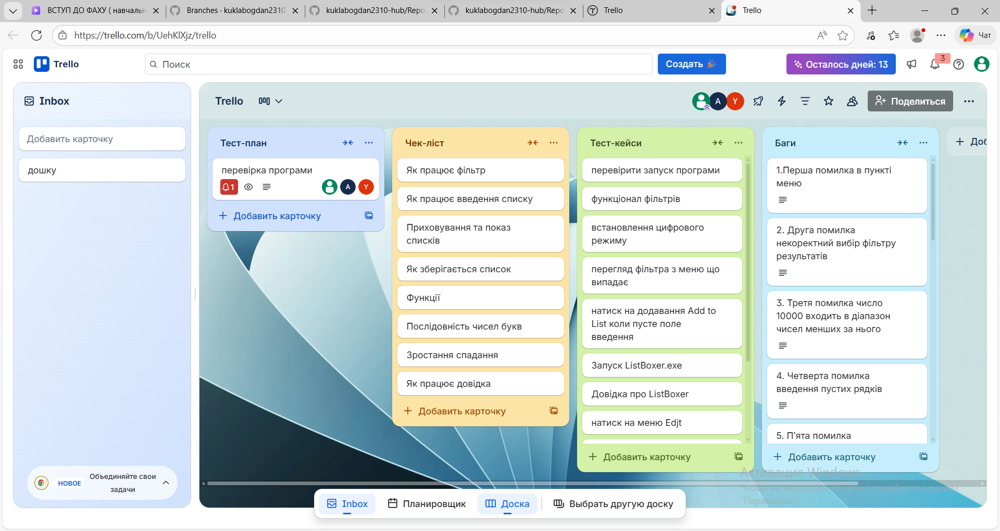 ВСТУП ДО ФАХУ ( навчальн
Branches · kuklabogdan2310
kuklabogdan2310-hub/Repo
kuklabogdan2310-hub/Repo
Trello
Trello
https://trello.com/b/UehKlXjz/trello
Чат
Trello
Поиск
Создать 🎉
Осталось дней: 13
3
Inbox
Добавить карточку
дошку
НОВОЕ
Объединяйте свои
задачи
Trello
A
Y
Поделиться
Тест-план
перевірка програми
1
A
Y
Добавить карточку
Чек-ліст
Як працює фільтр
Як працює введення списку
Приховування та показ
списків
Як зберігається список
Функції
Послідовність чисел букв
Зростання спадання
Як працює довідка
Добавить карточку
Тест-кейси
перевірити запуск програми
функціонал фільтрів
встановлення цифрового
режиму
перегляд фільтра з меню що
випадає
натиск на додавання Add to
List коли пусте поле
введення
Запуск ListBoxer.exe
Довідка про ListBoxer
натиск на меню Edjt
Добавить карточку
Баги
1.Перша помилка в пункті
меню
2. Друга помилка
некоректний вибір фільтру
результатів
3. Третя помилка число
10000 входить в діапазон
чисел менших за нього
4. Четверта помилка
введення пустих рядків
5. П'ята помилка
Добавить карточку
Доб
Активация Windows
Чтобы активировать Windows, перейдите в раздел
"Параметры".
Inbox
Планировщик
Доска
Выбрать другую доску